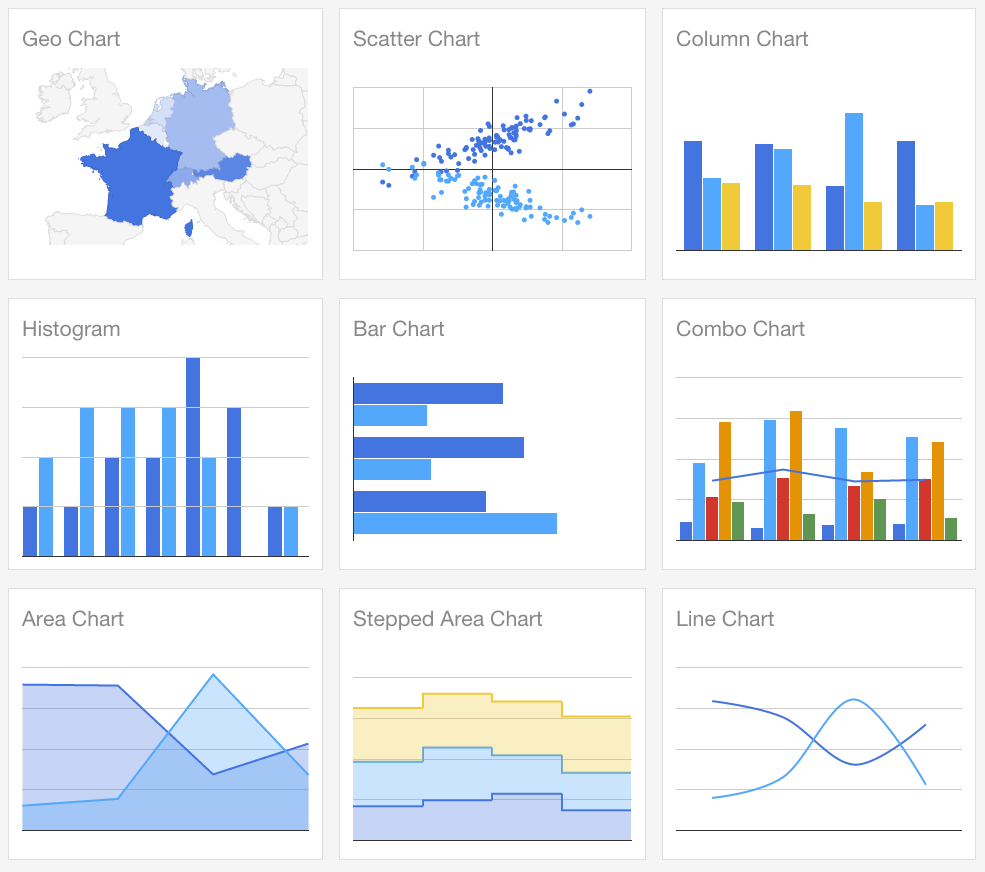 Geo Chart
Scatter Chart
Column Chart
Histogram
Bar Chart
Combo Chart
Area Chart
Stepped Area Chart
Line Chart